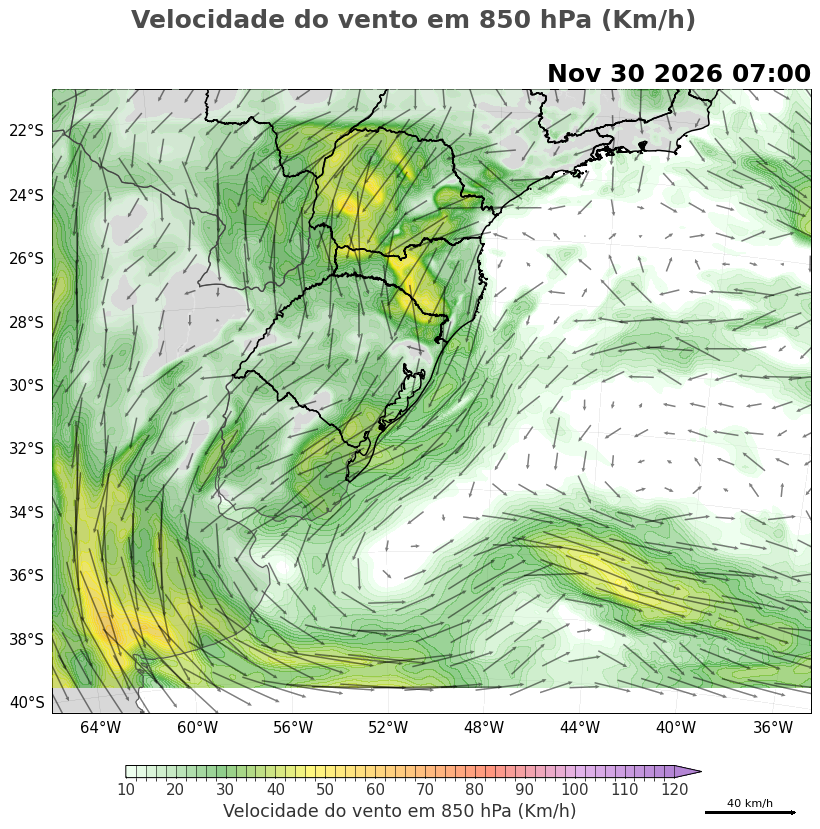 Velocidade do vento em 850 hPa (Km/h)
Nov 30 2026 07:00
22°S
24°S
26°S
28°S
30°S
32°S
34°S
36°S
38°S
40°S
64°W 60°W 56°W 52°W 48°W 44°W 40°W 36°W
10 20 30 40 50 60 70 80 90 100 110 120
Velocidade do vento em 850 hPa (Km/h)
40 km/h